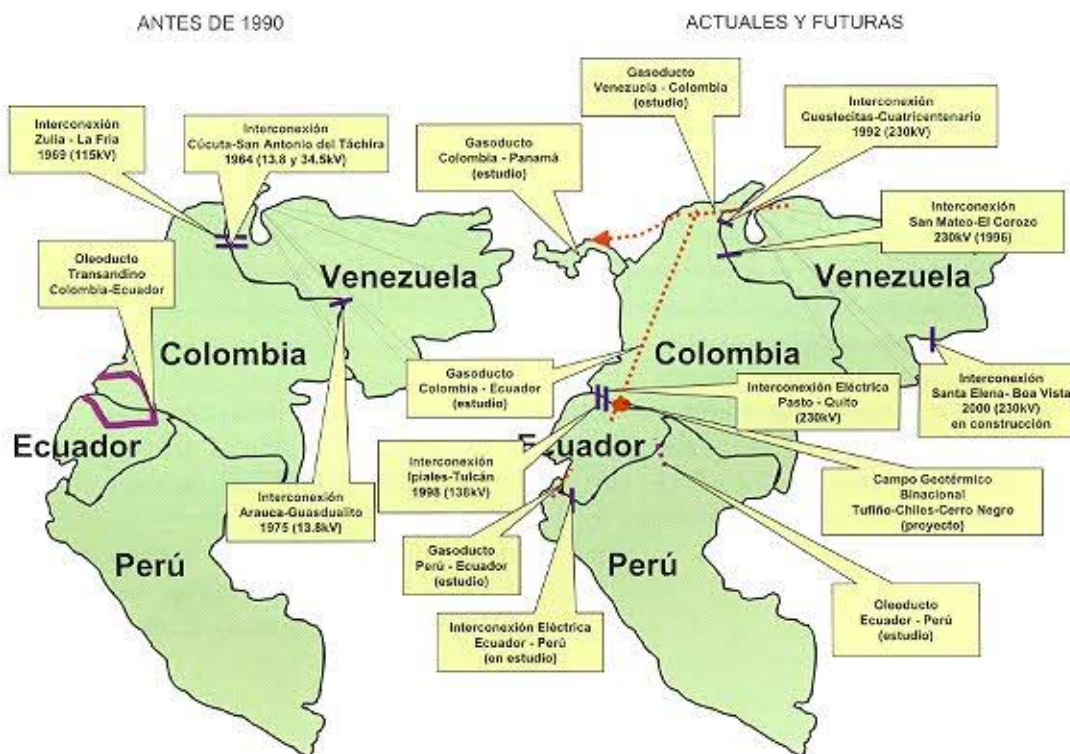 ANTES DE 1990
Interconexión
Zulia - La Fria
1969 (115kV)
Interconexión
Cúcuta-San Antonio del Táchira
1964 (13.8 y 34.5kV)
Oleoducto
Transandino
Colombia-Ecuador
Venezuela
Colombia
Ecuador
Interconexión
Arauca-Guasdualito
1975 (13.8kV)
Perú
ACTUALES Y FUTURAS
Gasoducto
Venezuela - Colombia
(estudio)
Interconexión
Cuestecitas-Cuatricentenario
1992 (230kV)
Gasoducto
Colombia - Panamá
(estudio)
Interconexión
San Mateo-El Corozo
230kV (1996)
Venezuela
Colombia
Gasoducto
Colombia - Ecuador
(estudio)
Interconexión Eléctrica
Pasto - Quito
(230kV)
Interconexión
Santa Elena- Boa Vista
2000 (230kV)
en construcción
Ecuador
Interconexión
Ipiales-Tulcán
1998 (138kV)
Campo Geotérmico
Binacional
Tufiño-Chiles-Cerro Negro
(proyecto)
Gasoducto
Perú - Ecuador
(estudio)
Perú
Oleoducto
Ecuador - Perú
(estudio)
Interconexión Eléctrica
Ecuador - Perú
(en estudio)